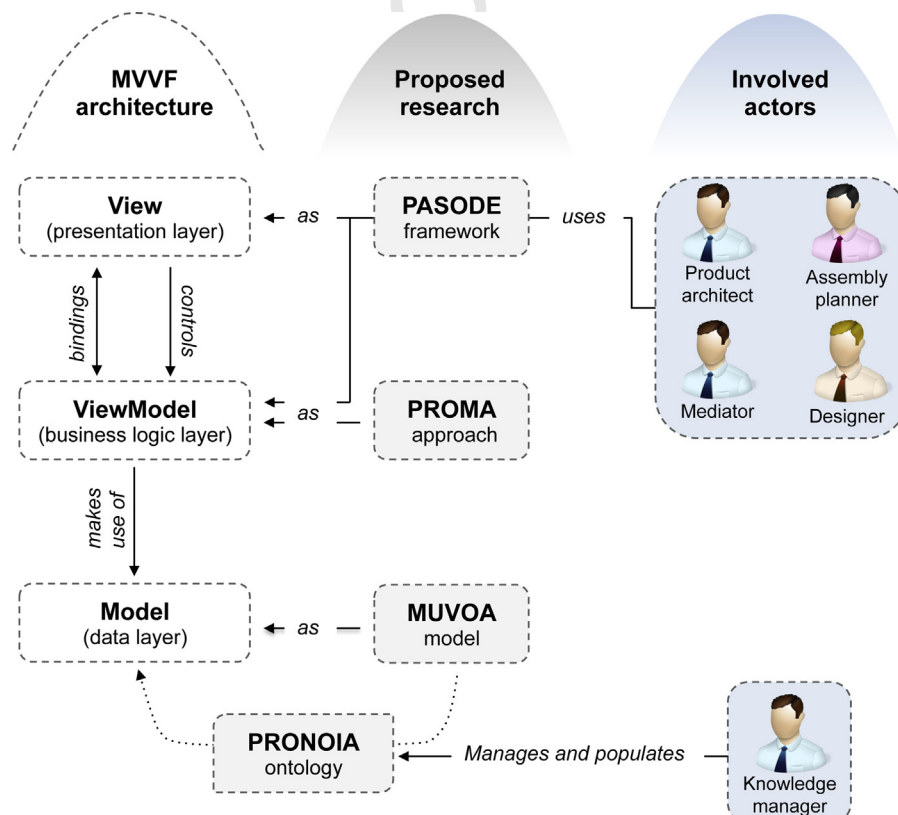 MVVF
architecture
Proposed
research
Involved
actors
View
(presentation layer)
as
PASODE
framework
uses
Product
architect
Assembly
planner
bindings
controls
Mediator
Designer
ViewModel
(business logic layer)
as
PROMA
approach
makes
use of
Model
(data layer)
as
MUVOA
model
PRONOIA
ontology
Manages and populates
Knowledge
manager